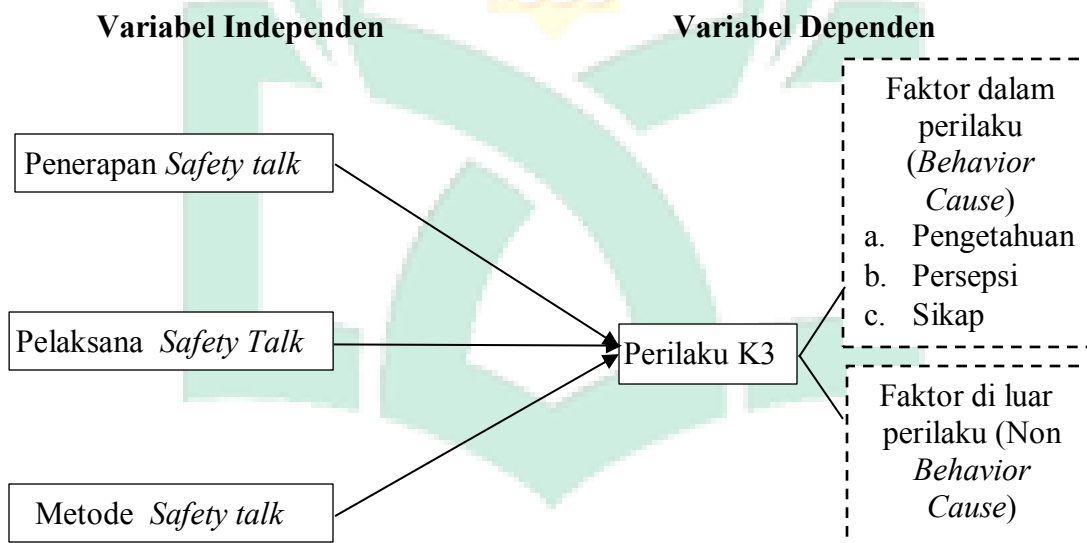 Variabel Independen
Variabel Dependen
Penerapan Safety talk
Pelaksana Safety Talk
Metode Safety talk
Perilaku K3
Faktor dalam
perilaku
(Behavior
Cause)
a. Pengetahuan
b. Persepsi
c. Sikap
Faktor di luar
perilaku (Non
Behavior
Cause)